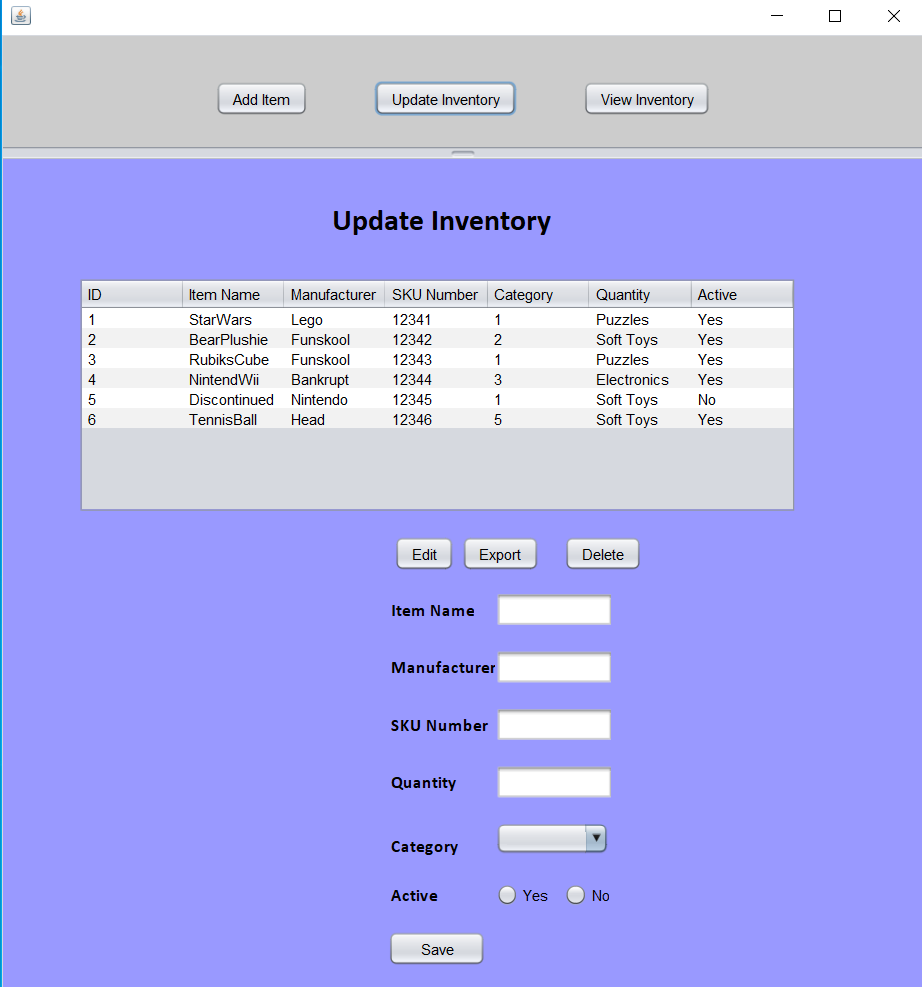 Add Item Update Inventory View Inventory
Update Inventory
ID Item Name Manufacturer SKU Number Category Quantity Active
1 StarWars Lego 12341 1 Puzzles Yes
2 BearPlushie Funskool 12342 2 Soft Toys Yes
3 RubiksCube Funskool 12343 1 Puzzles Yes
4 NintendWii Bankrupt 12344 3 Electronics Yes
5 Discontinued Nintendo 12345 1 Soft Toys No
6 TennisBall Head 12346 5 Soft Toys Yes
Edit Export Delete
Item Name
Manufacturer
SKU Number
Quantity
Category
Active Yes No
Save